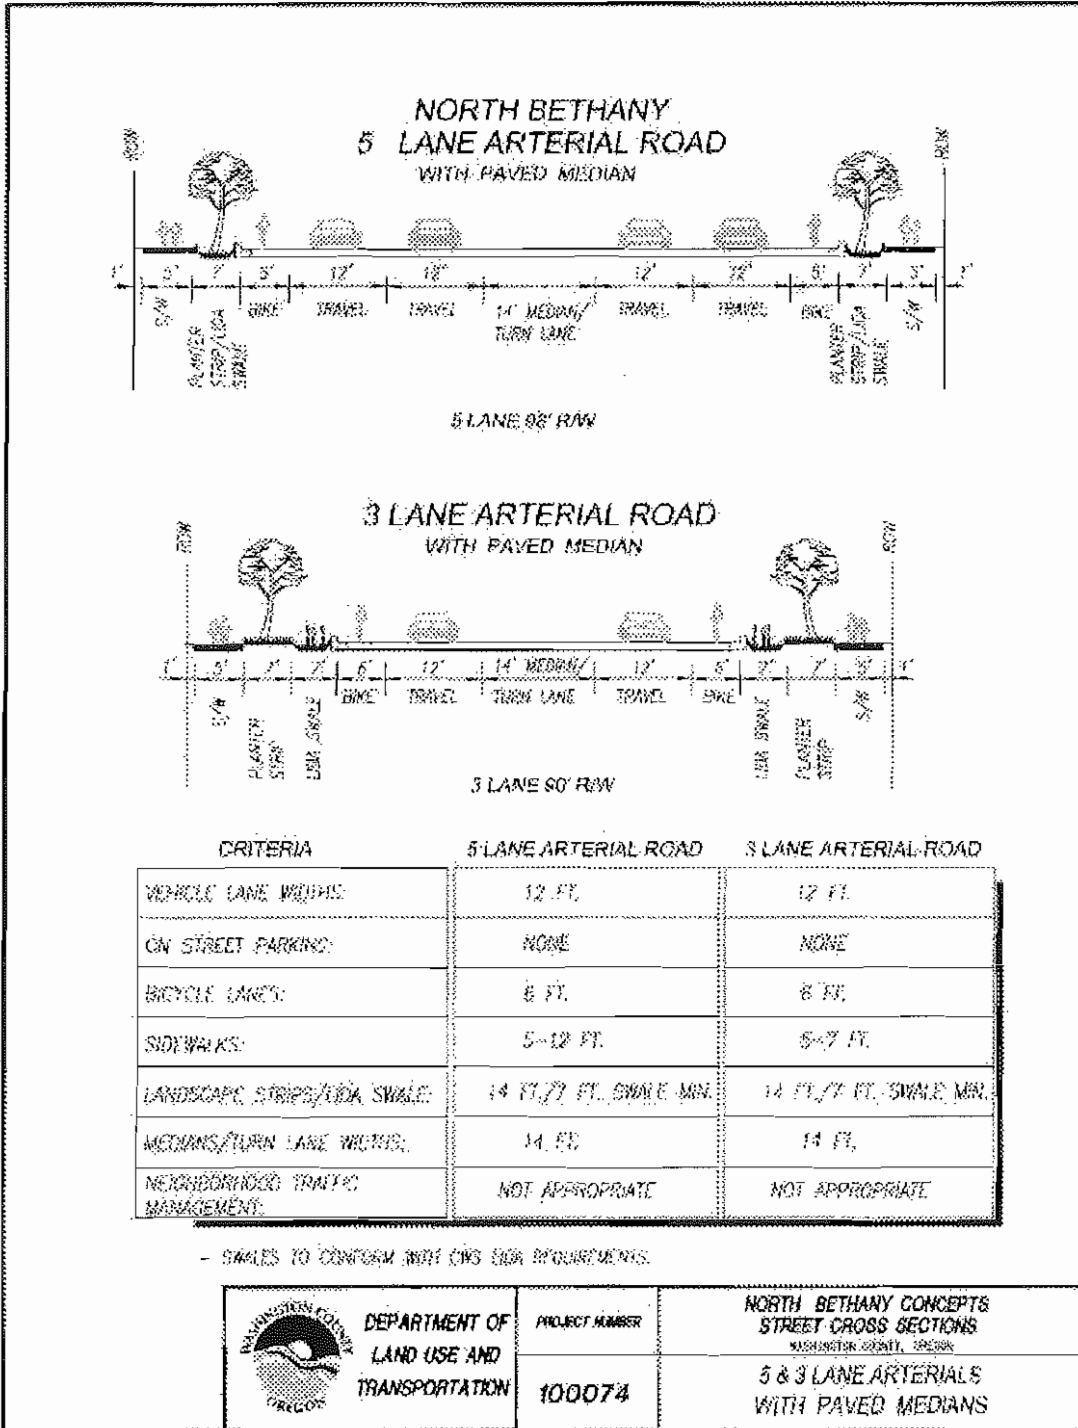 NORTH BETHANY
5 LANE ARTERIAL ROAD
WITH PAVED MEDIAN
ROW ROW
1' 5' 7' 6' 12' 12' 12' 12' 6' 7' 5' 1'
S/W PLANTER STRIP/LIDA SWALE BIKE TRAVEL TRAVEL 14' MEDIAN/ TURN LANE TRAVEL TRAVEL BIKE PLANTER STRIP/LIDA SWALE S/W
5 LANE 98' R/W
3 LANE ARTERIAL ROAD
WITH PAVED MEDIAN
ROW ROW
1' 5' 7' 7' 6' 12' 14' MEDIAN/ 12' 6' 7' 7' 5' 1'
S/W PLANTER STRIP LIDA SWALE BIKE TRAVEL TURN LANE TRAVEL BIKE LIDA SWALE PLANTER STRIP S/W
3 LANE 90' R/W
CRITERIA 5 LANE ARTERIAL ROAD 3 LANE ARTERIAL ROAD
VEHICLE LANE WIDTHS: 12 FT. 12 FT.
ON STREET PARKING: NONE NONE
BICYCLE LANES: 6 FT. 6 FT.
SIDEWALKS: 5-12 FT. 5-7 FT.
LANDSCAPE STRIPS/LIDA SWALE: 14 FT./7 FT. SWALE MIN. 14 FT./7 FT. SWALE MIN.
MEDIANS/TURN LANE WIDTHS: 14 FT. 14 FT.
NEIGHBORHOOD TRAFFIC MANAGEMENT: NOT APPROPRIATE NOT APPROPRIATE
- SWALES TO CONFORM WITH CWS LIDA REQUIREMENTS.
WASHINGTON COUNTY
OREGON
DEPARTMENT OF
LAND USE AND
TRANSPORTATION
PROJECT NUMBER
100074
NORTH BETHANY CONCEPTS
STREET CROSS SECTIONS
WASHINGTON COUNTY, OREGON
5 & 3 LANE ARTERIALS
WITH PAVED MEDIANS